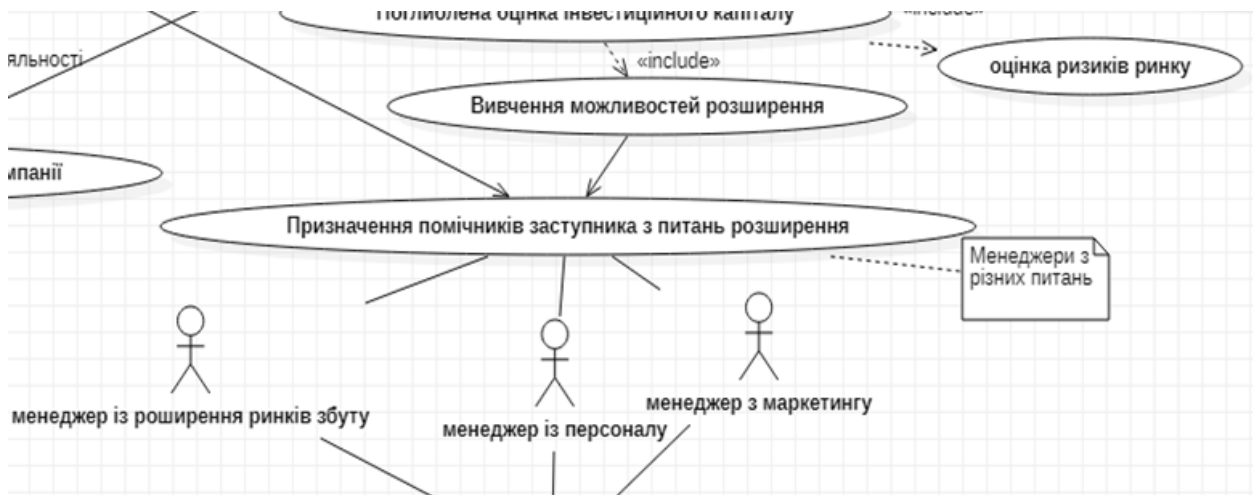 Поглиблена оцінка інвестиційного капіталу
«include»
яльності
«include»
оцінка ризиків ринку
Вивчення можливостей розширення
мпанії
Призначення помічників заступника з питань розширення
Менеджери з
різних питань
менеджер із роширення ринків збуту
менеджер із персоналу
менеджер з маркетингу